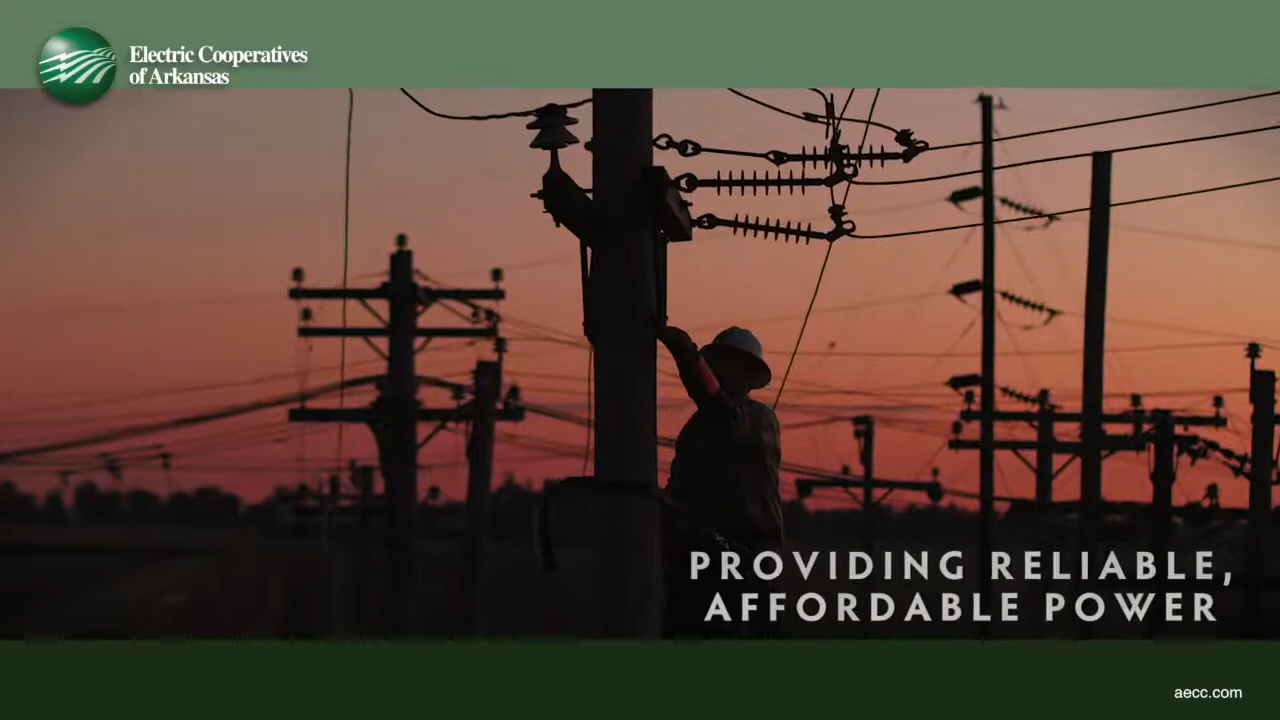 Electric Cooperatives
of Arkansas
PROVIDING RELIABLE,
AFFORDABLE POWER
aecc.com